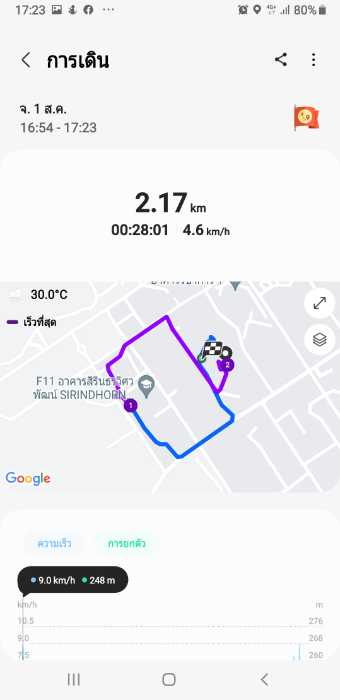 17:23 4G+ 80%
การเดิน
จ. 1 ส.ค.
16:54 - 17:23
2.17 km
00:28:01 4.6 km/h
30.0°C
เร็วที่สุด
F11 อาคารสิรินธรวิศว
พัฒน์ SIRINDHORN
1
2
Google
ความเร็ว การยกตัว
9.0 km/h 248 m
km/h m
10.5 276
9.0 268
7.5 260